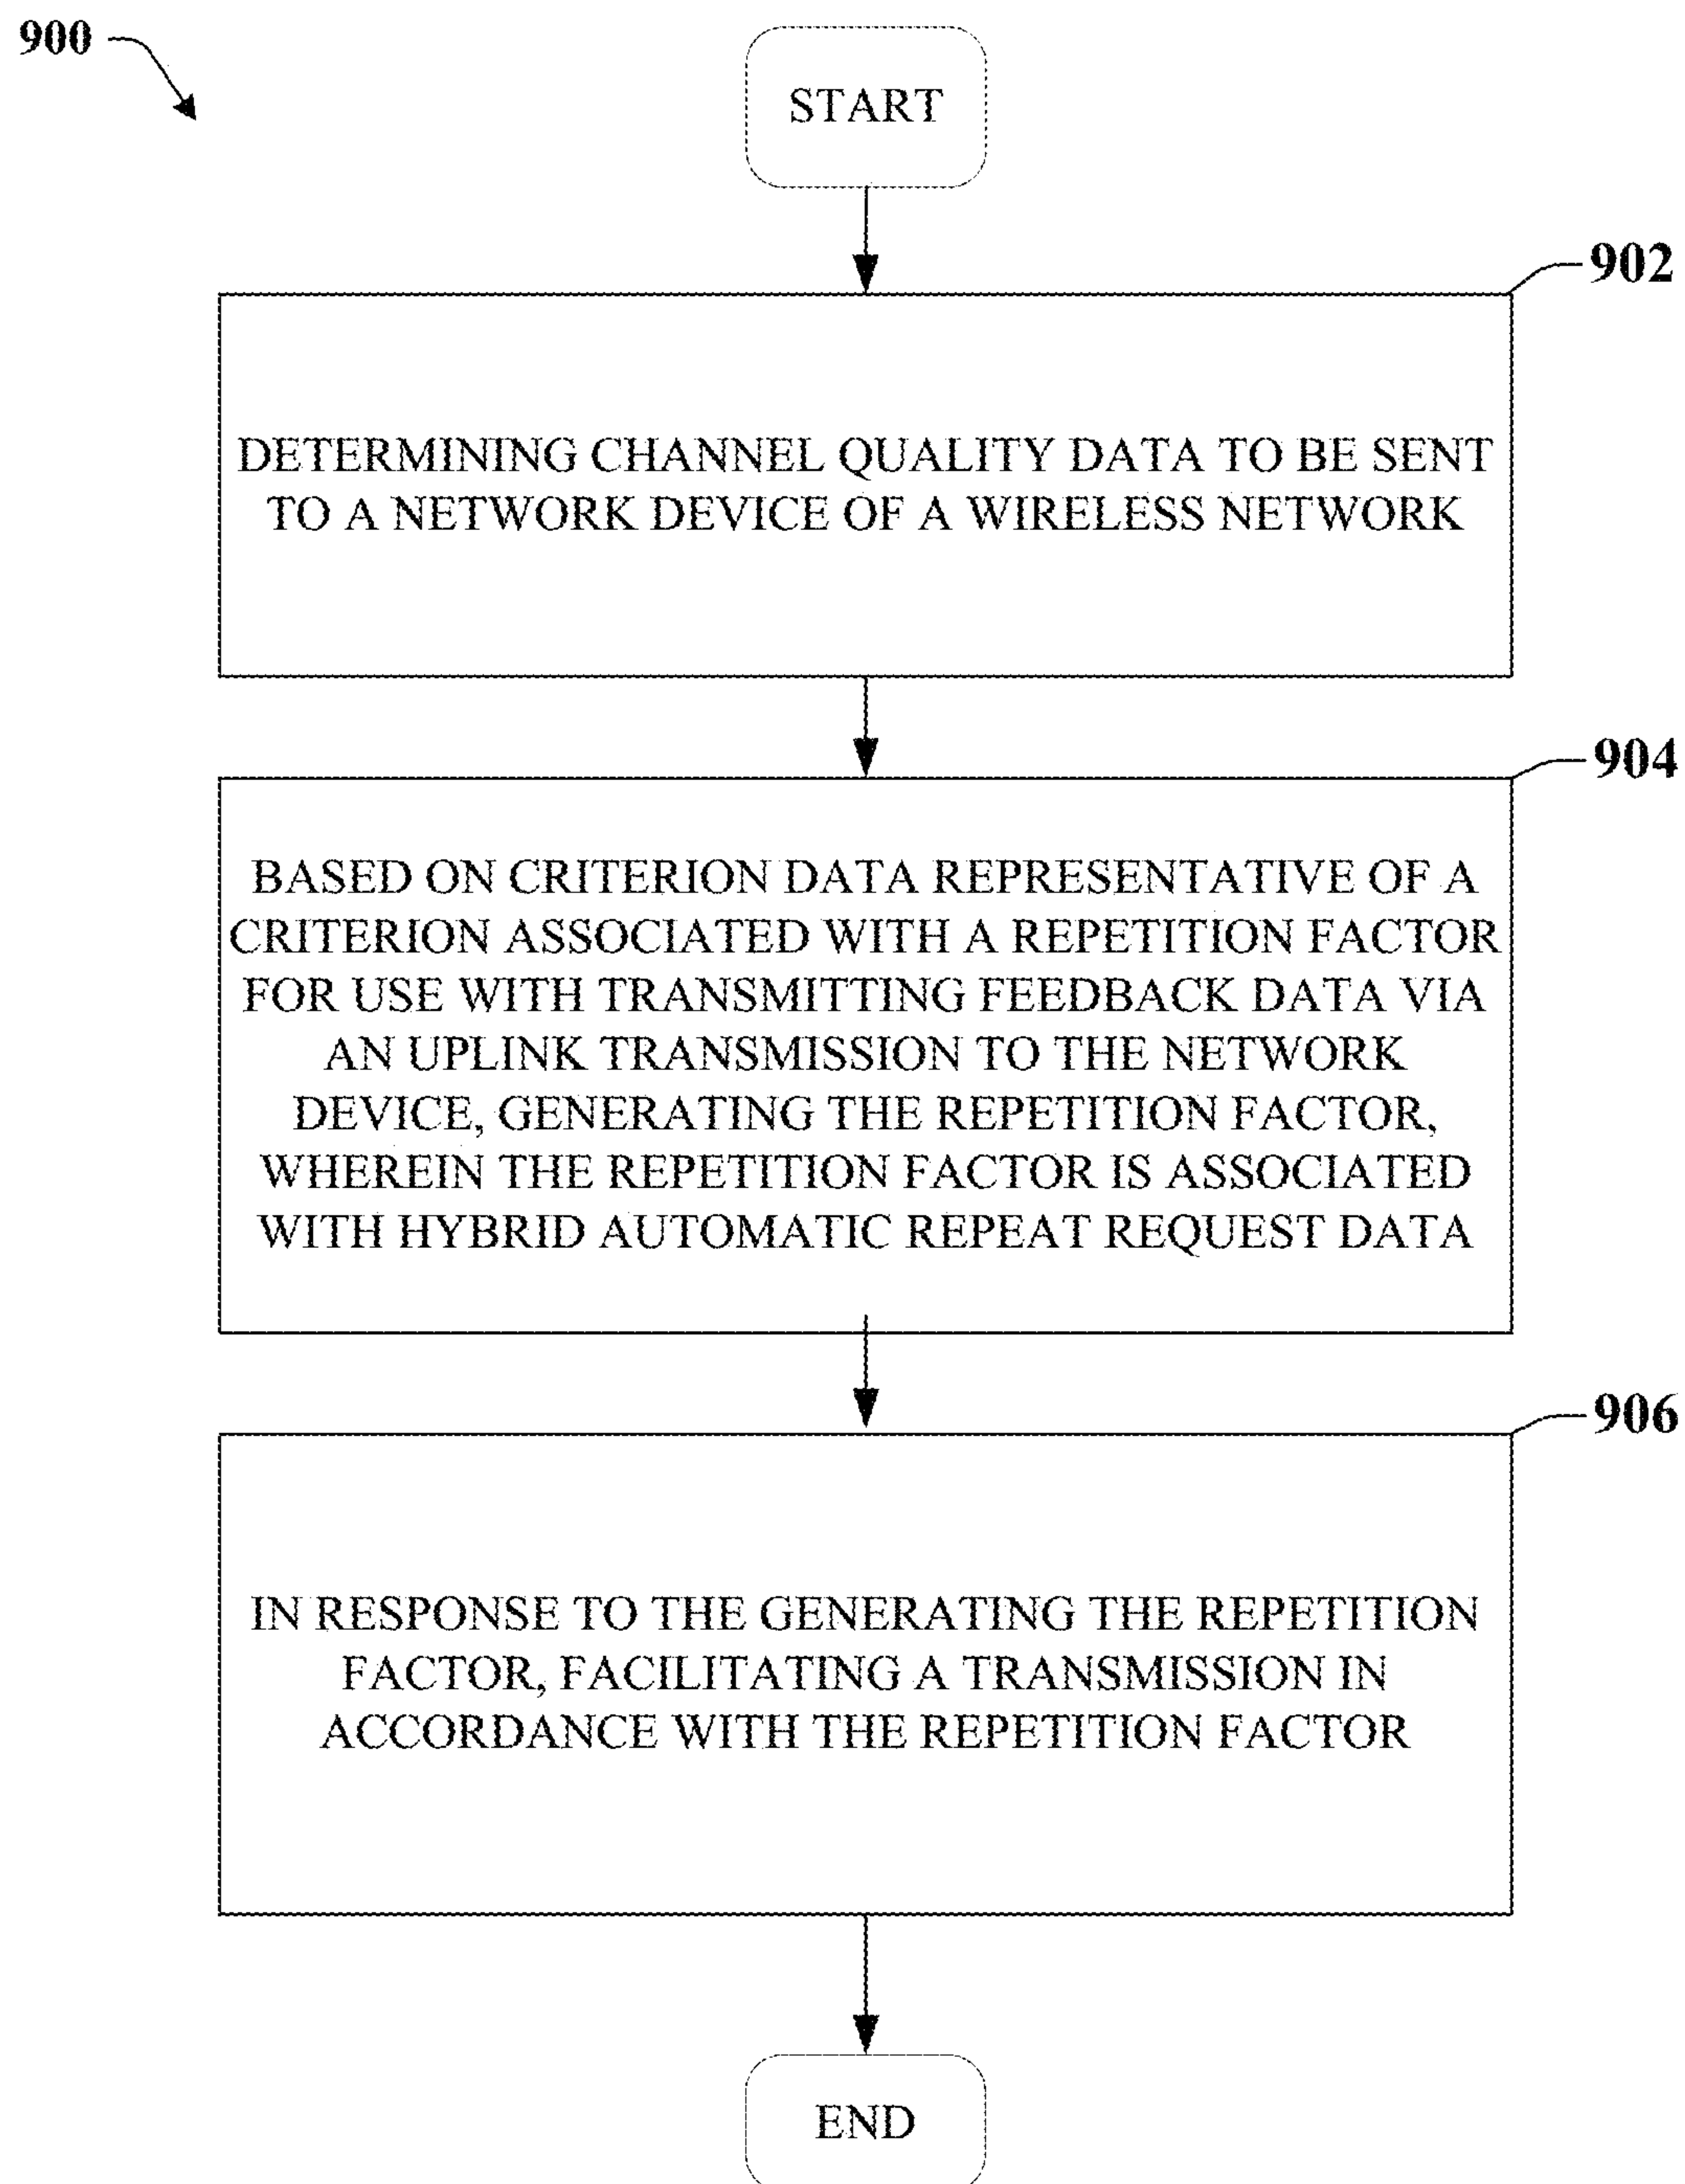 900
START
902
DETERMINING CHANNEL QUALITY DATA TO BE SENT
TO A NETWORK DEVICE OF A WIRELESS NETWORK
904
BASED ON CRITERION DATA REPRESENTATIVE OF A
CRITERION ASSOCIATED WITH A REPETITION FACTOR
FOR USE WITH TRANSMITTING FEEDBACK DATA VIA
AN UPLINK TRANSMISSION TO THE NETWORK
DEVICE, GENERATING THE REPETITION FACTOR,
WHEREIN THE REPETITION FACTOR IS ASSOCIATED
WITH HYBRID AUTOMATIC REPEAT REQUEST DATA
906
IN RESPONSE TO THE GENERATING THE REPETITION
FACTOR, FACILITATING A TRANSMISSION IN
ACCORDANCE WITH THE REPETITION FACTOR
END